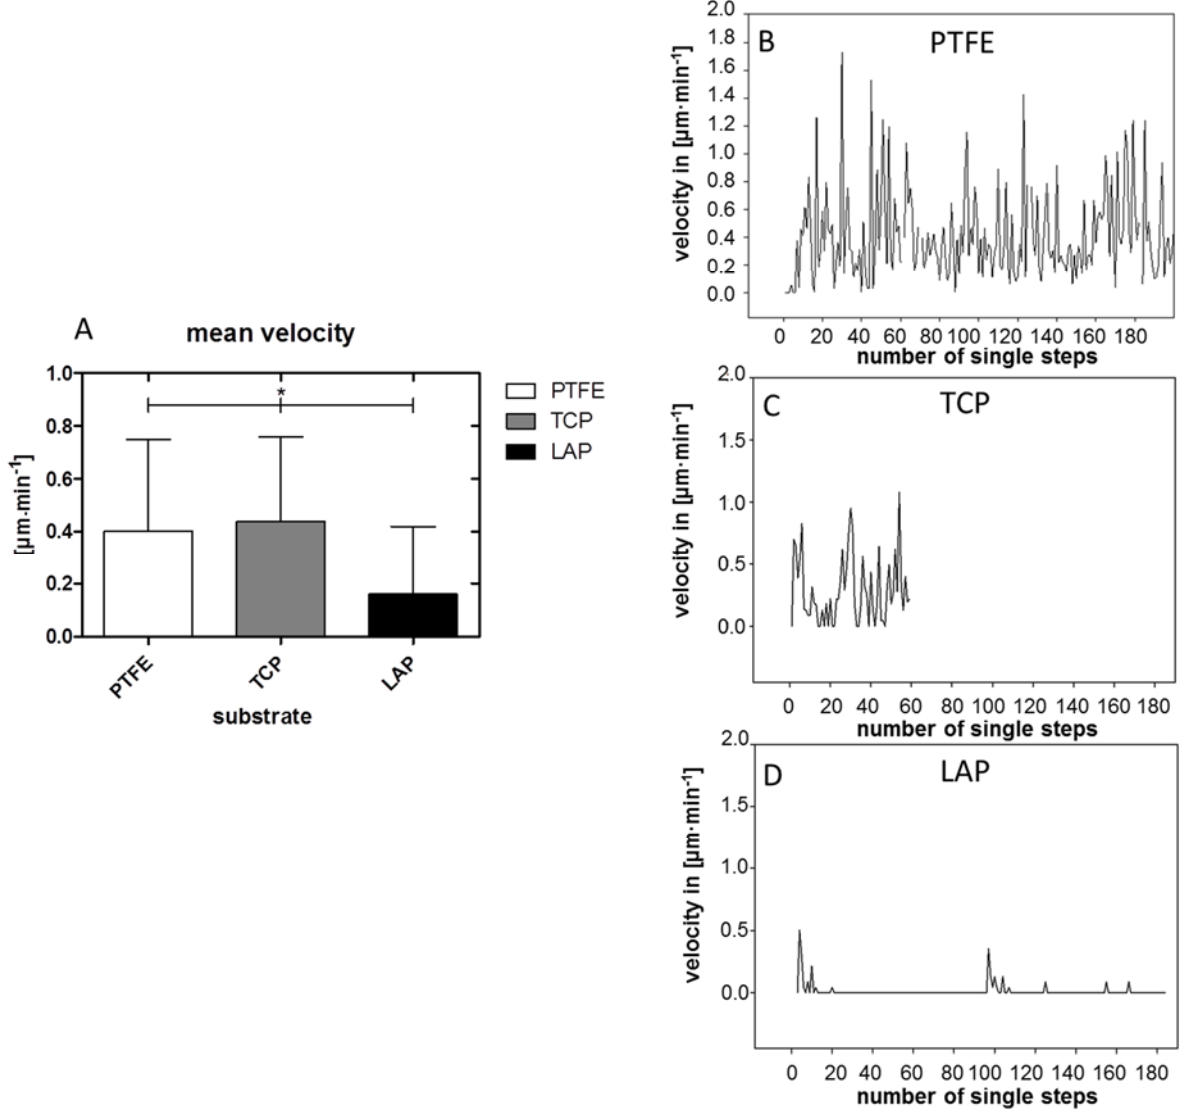 A
mean velocity
1.0
0.8
0.6
0.4
0.2
0.0
[µm·min-1]
*
PTFE
TCP
LAP
substrate
PTFE
TCP
LAP
B
PTFE
2.0
1.8
1.6
1.4
1.2
1.0
0.8
0.6
0.4
0.2
0.0
velocity in [µm·min-1]
0 20 40 60 80 100 120 140 160 180
number of single steps
C
TCP
2.0
1.5
1.0
0.5
0.0
velocity in [µm·min-1]
0 20 40 60 80 100 120 140 160 180
number of single steps
D
LAP
2.0
1.5
1.0
0.5
0.0
velocity in [µm·min-1]
0 20 40 60 80 100 120 140 160 180
number of single steps